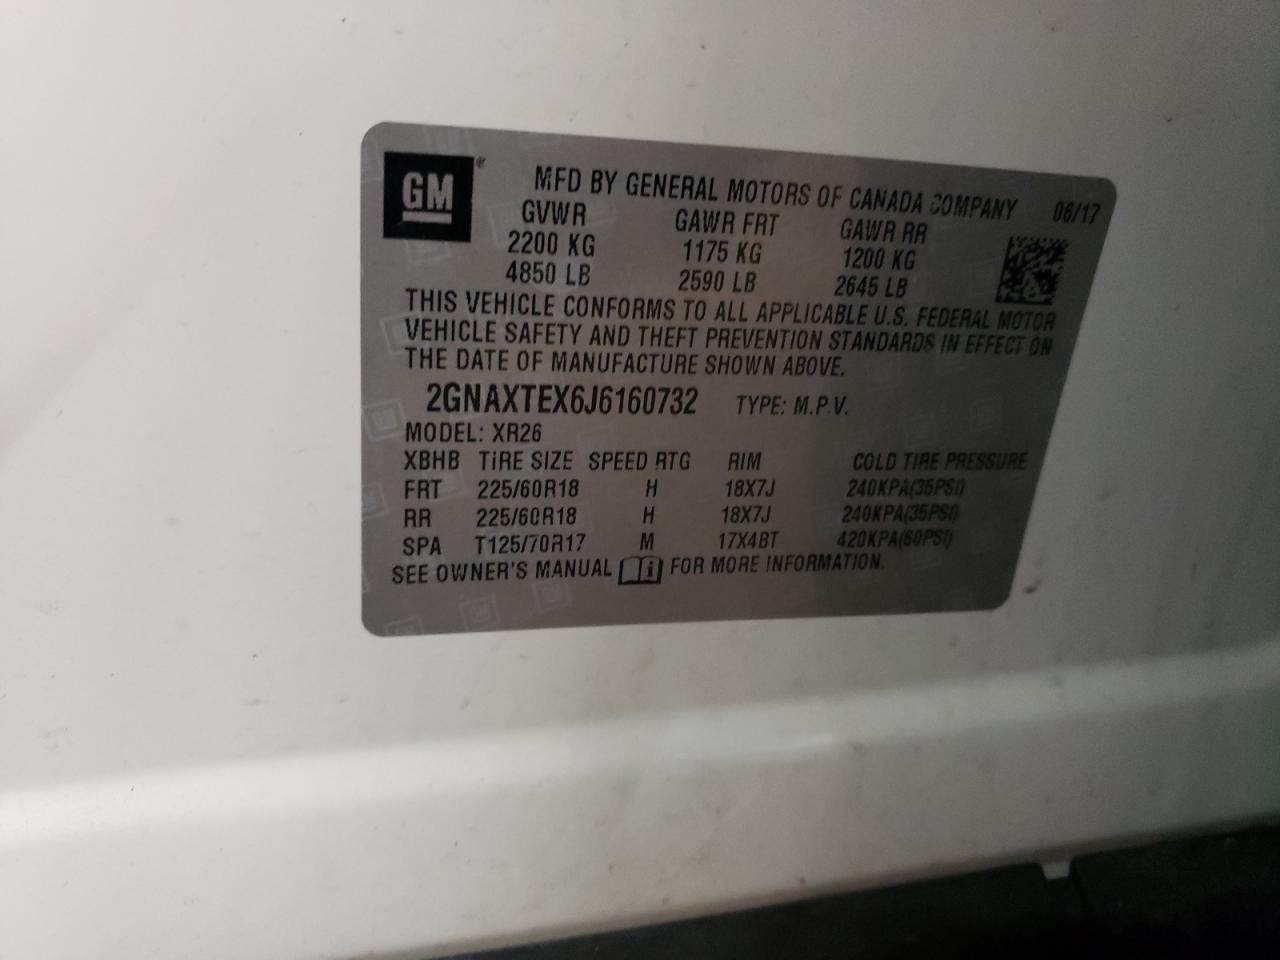 GM® MFD BY GENERAL MOTORS OF CANADA COMPANY 06/17
GVWR GAWR FRT GAWR RR
2200 KG 1175 KG 1200 KG
4850 LB 2590 LB 2645 LB
THIS VEHICLE CONFORMS TO ALL APPLICABLE U.S. FEDERAL MOTOR
VEHICLE SAFETY AND THEFT PREVENTION STANDARDS IN EFFECT ON
THE DATE OF MANUFACTURE SHOWN ABOVE.
2GNAXTEX6J6160732 TYPE: M.P.V.
MODEL: XR26
XBHB TIRE SIZE SPEED RTG RIM COLD TIRE PRESSURE
FRT 225/60R18 H 18X7J 240KPA(35PSI)
RR 225/60R18 H 18X7J 240KPA(35PSI)
SPA T125/70R17 M 17X4BT 420KPA(60PSI)
SEE OWNER'S MANUAL i FOR MORE INFORMATION.